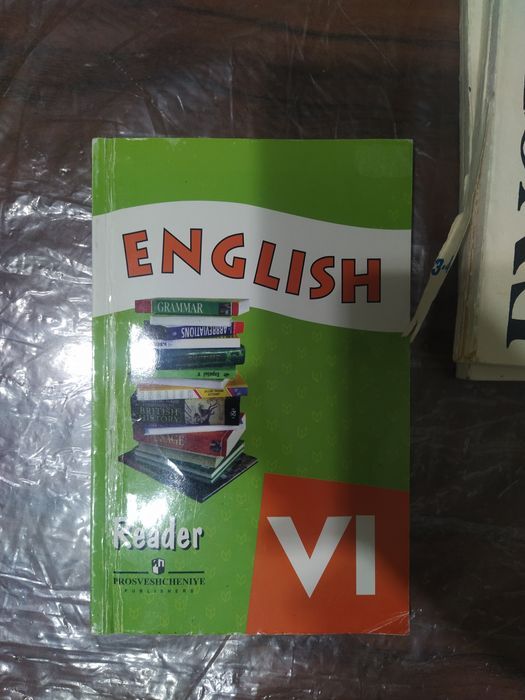 ENGLISH
GRAMMAR
ABBREVIATIONS
BRITISH
HISTORY
Reader
VI
PROSVESHCHENIYE
PUBLISHERS